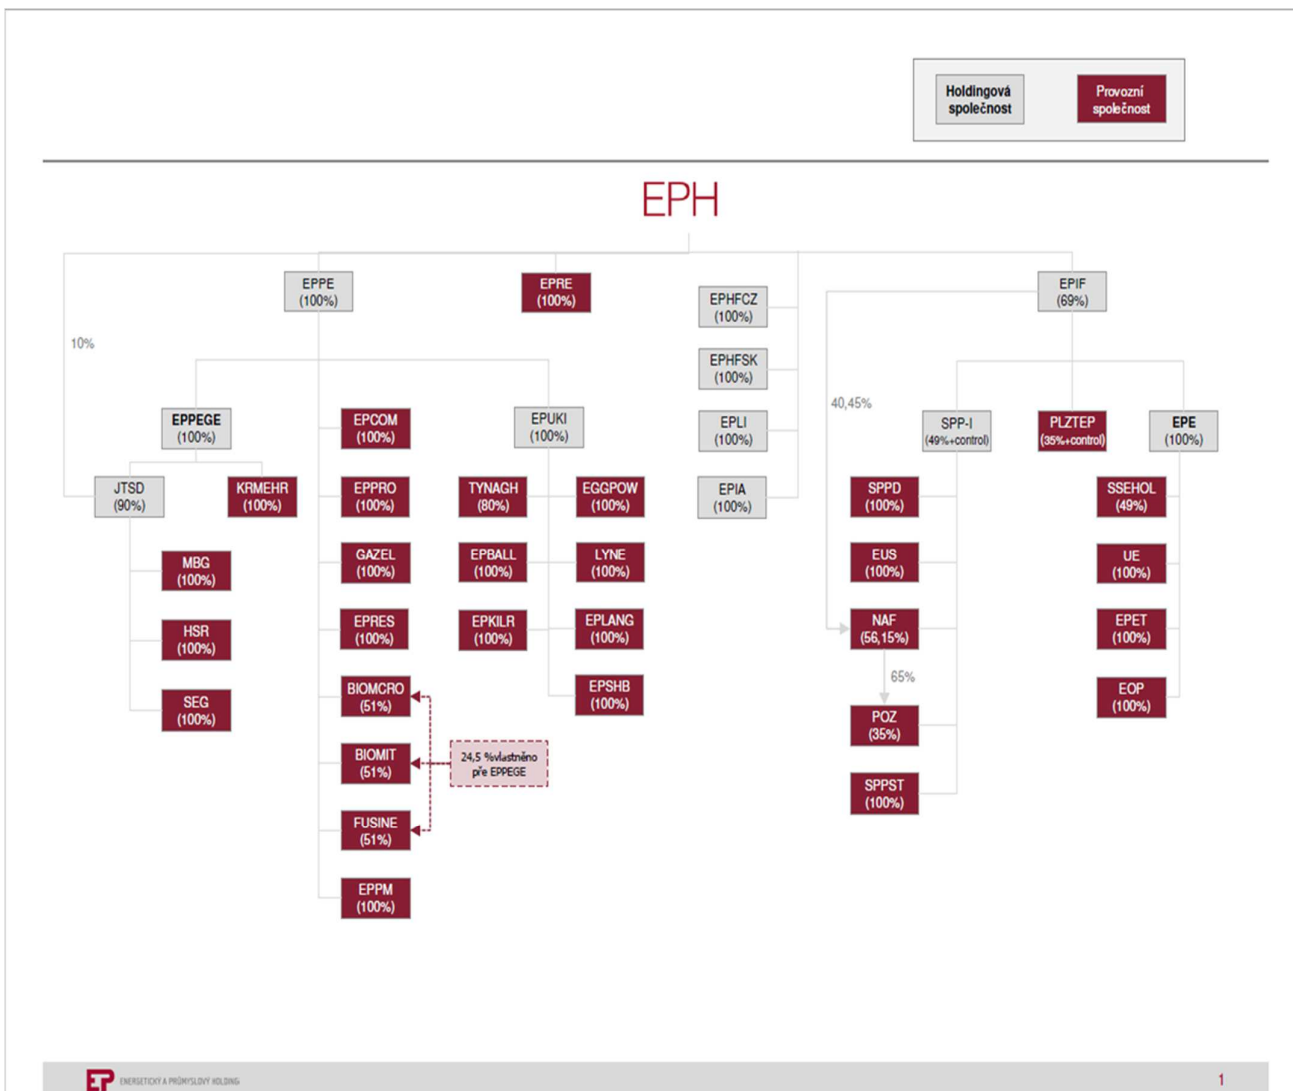 Holdingová
společnost
Provozní
společnost
EPH
EPPE
(100%)
EPRE
(100%)
EPHFCZ
(100%)
EPIF
(69%)
10%
EPHFSK
(100%)
40,45%
EPPEGE
(100%)
EPCOM
(100%)
EPUKI
(100%)
EPLI
(100%)
SPP-I
(49%+control)
PLZTEP
(35%+control)
EPE
(100%)
JTSD
(90%)
KRMEHR
(100%)
EPPRO
(100%)
TYNAGH
(80%)
EGGPOW
(100%)
EPIA
(100%)
SPPD
(100%)
SSEHOL
(49%)
MBG
(100%)
GAZEL
(100%)
EPBALL
(100%)
LYNE
(100%)
EUS
(100%)
UE
(100%)
HSR
(100%)
EPRES
(100%)
EPKILR
(100%)
EPLANG
(100%)
NAF
(56,15%)
EPET
(100%)
65%
SEG
(100%)
BIOMCRO
(51%)
EPSHB
(100%)
POZ
(35%)
EOP
(100%)
BIOMIT
(51%)
24,5 %vlastněno
pře EPPEGE
SPPST
(100%)
FUSINE
(51%)
EPPM
(100%)
EP
ENERGETICKÝ A PRŮMYSLOVÝ HOLDING
1